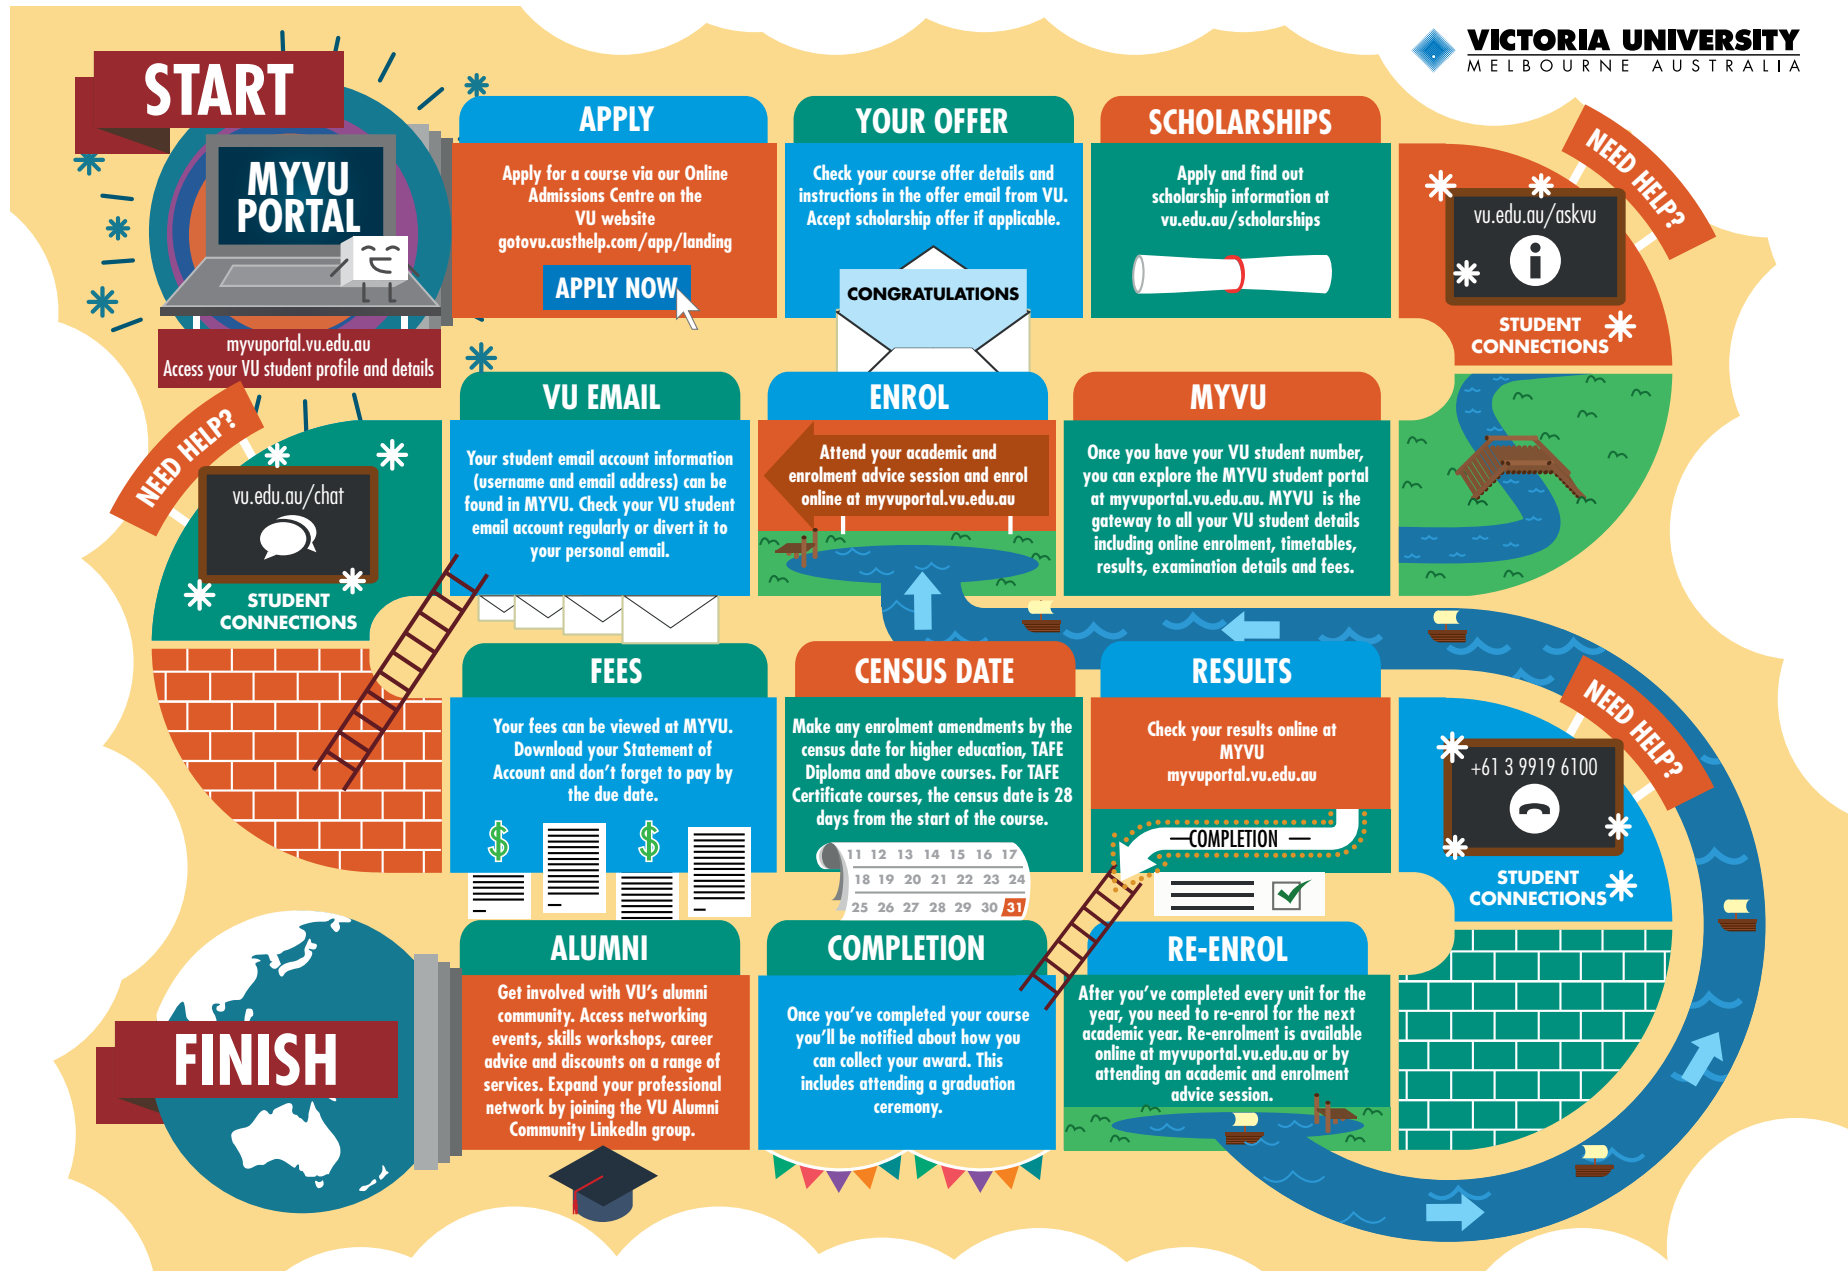 VICTORIA UNIVERSITY
MELBOURNE AUSTRALIA
START
MYVU
PORTAL
myvuportal.vu.edu.au
Access your VU student profile and details
APPLY
Apply for a course via our Online
Admissions Centre on the
VU website
gotovu.custhelp.com/app/landing
APPLY NOW
YOUR OFFER
Check your course offer details and
instructions in the offer email from VU.
Accept scholarship offer if applicable.
CONGRATULATIONS
SCHOLARSHIPS
Apply and find out
scholarship information at
vu.edu.au/scholarships
NEED HELP?
vu.edu.au/askvu
i
STUDENT
CONNECTIONS
MYVU
Once you have your VU student number,
you can explore the MYVU student portal
at myvuportal.vu.edu.au. MYVU is the
gateway to all your VU student details
including online enrolment, timetables,
results, examination details and fees.
ENROL
Attend your academic and
enrolment advice session and enrol
online at myvuportal.vu.edu.au
VU EMAIL
Your student email account information
(username and email address) can be
found in MYVU. Check your VU student
email account regularly or divert it to
your personal email.
NEED HELP?
vu.edu.au/chat
STUDENT
CONNECTIONS
FEES
Your fees can be viewed at MYVU.
Download your Statement of
Account and don't forget to pay by
the due date.
$ $
CENSUS DATE
Make any enrolment amendments by the
census date for higher education, TAFE
Diploma and above courses. For TAFE
Certificate courses, the census date is 28
days from the start of the course.
11 12 13 14 15 16 17
18 19 20 21 22 23 24
25 26 27 28 29 30 31
RESULTS
Check your results online at
MYVU
myvuportal.vu.edu.au
COMPLETION
NEED HELP?
+61 3 9919 6100
STUDENT
CONNECTIONS
RE-ENROL
After you've completed every unit for the
year, you need to re-enrol for the next
academic year. Re-enrolment is available
online at myvuportal.vu.edu.au or by
attending an academic and enrolment
advice session.
COMPLETION
Once you've completed your course
you'll be notified about how you
can collect your award. This
includes attending a graduation
ceremony.
ALUMNI
Get involved with VU's alumni
community. Access networking
events, skills workshops, career
advice and discounts on a range of
services. Expand your professional
network by joining the VU Alumni
Community LinkedIn group.
FINISH